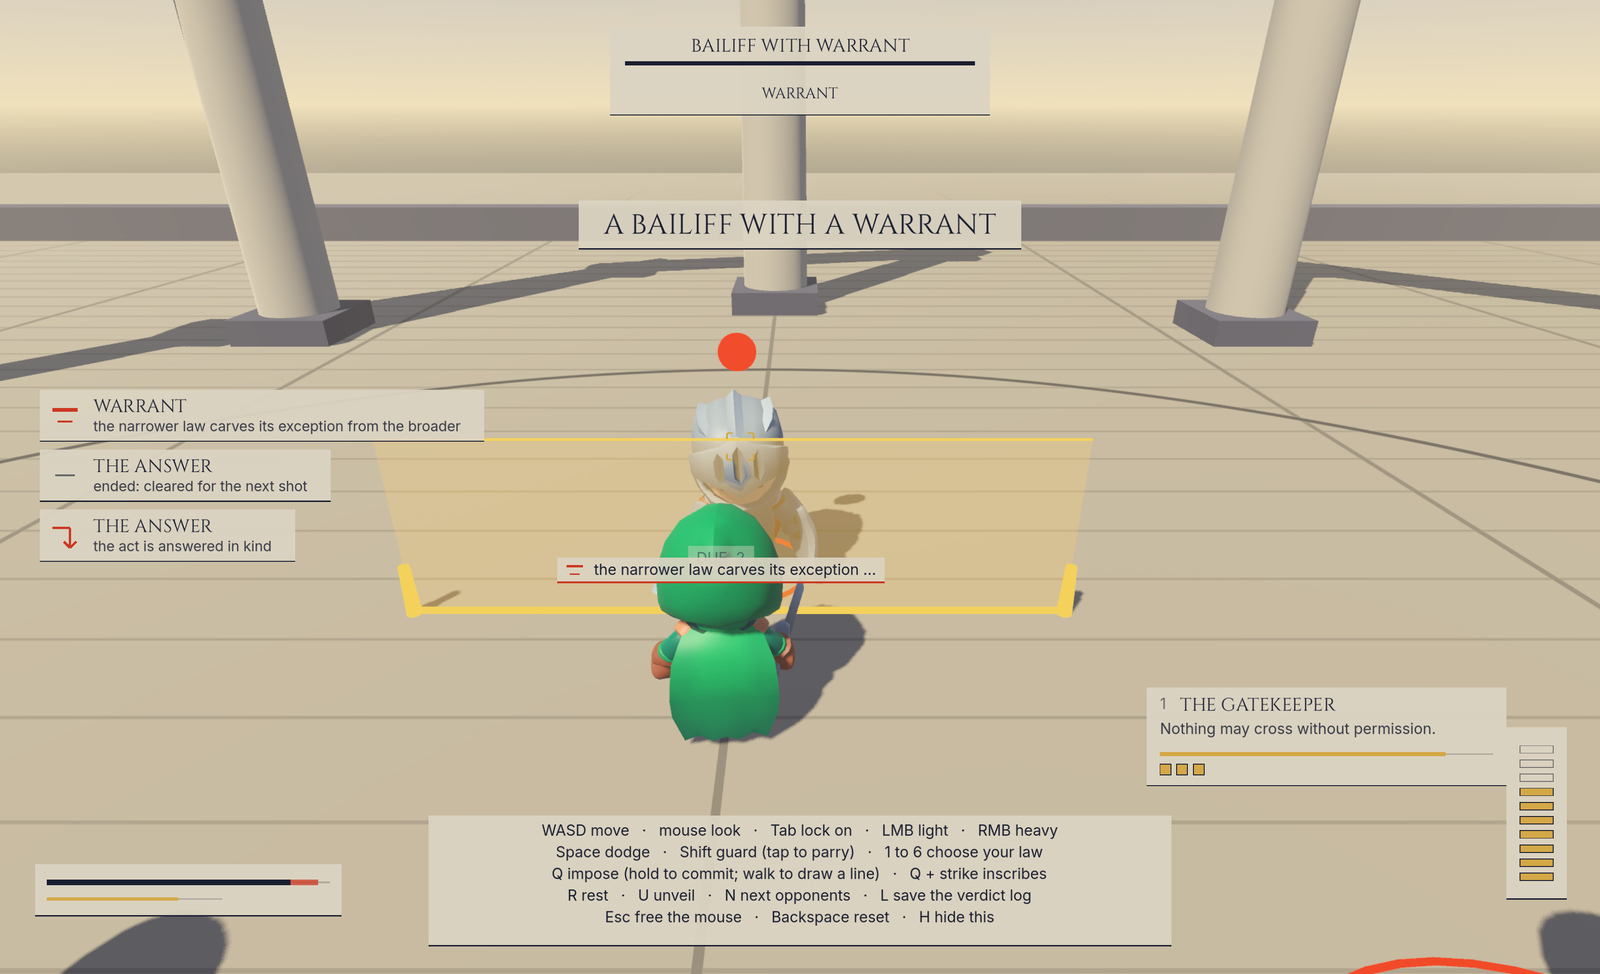 BAILIFF WITH WARRANT
WARRANT
A BAILIFF WITH A WARRANT
WARRANT
the narrower law carves its exception from the broader
THE ANSWER
ended: cleared for the next shot
THE ANSWER
the act is answered in kind
DUE 2
the narrower law carves its exception ...
1 THE GATEKEEPER
Nothing may cross without permission.
WASD move · mouse look · Tab lock on · LMB light · RMB heavy
Space dodge · Shift guard (tap to parry) · 1 to 6 choose your law
Q impose (hold to commit; walk to draw a line) · Q + strike inscribes
R rest · U unveil · N next opponents · L save the verdict log
Esc free the mouse · Backspace reset · H hide this